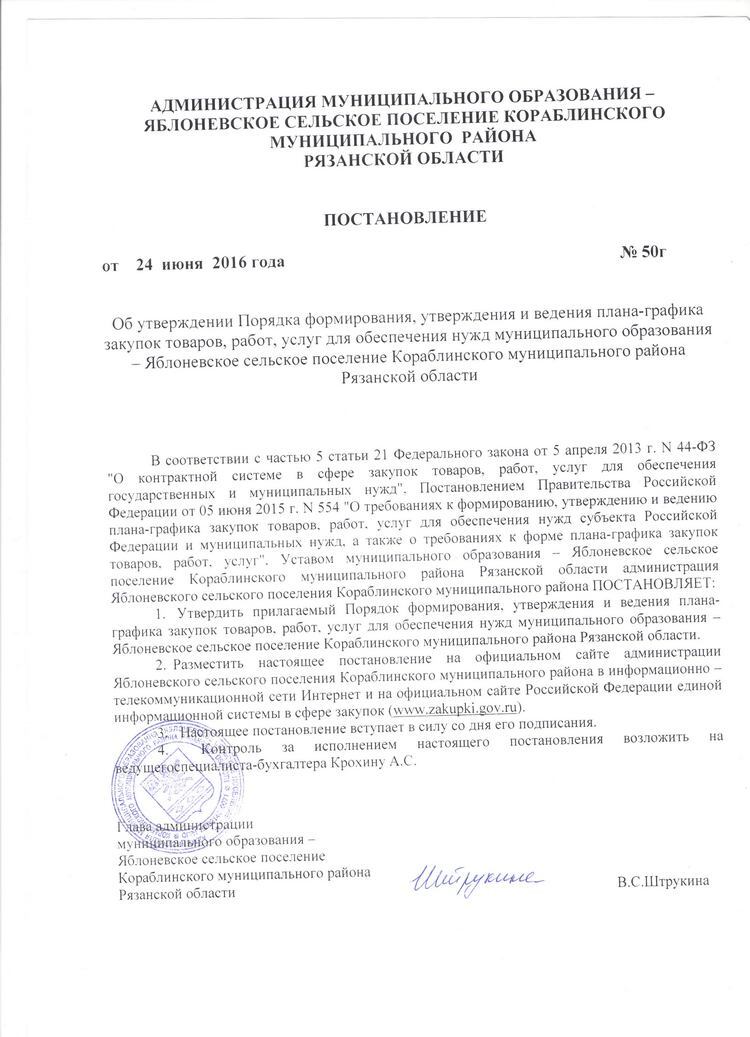 АДМИНИСТРАЦИЯ МУНИЦИПАЛЬНОГО ОБРАЗОВАНИЯ –
ЯБЛОНЕВСКОЕ СЕЛЬСКОЕ ПОСЕЛЕНИЕ КОРАБЛИНСКОГО
МУНИЦИПАЛЬНОГО РАЙОНА
РЯЗАНСКОЙ ОБЛАСТИ
ПОСТАНОВЛЕНИЕ
от 24 июня 2016 года № 50г
Об утверждении Порядка формирования, утверждения и ведения плана-графика
закупок товаров, работ, услуг для обеспечения нужд муниципального образования
– Яблоневское сельское поселение Кораблинского муниципального района
Рязанской области
В соответствии с частью 5 статьи 21 Федерального закона от 5 апреля 2013 г. N 44-ФЗ
"О контрактной системе в сфере закупок товаров, работ, услуг для обеспечения
государственных и муниципальных нужд". Постановлением Правительства Российской
Федерации от 05 июня 2015 г. N 554 "О требованиях к формированию, утверждению и ведению
плана-графика закупок товаров, работ, услуг для обеспечения нужд субъекта Российской
Федерации и муниципальных нужд, а также о требованиях к форме плана-графика закупок
товаров, работ, услуг". Уставом муниципального образования – Яблоневское сельское
поселение Кораблинского муниципального района Рязанской области администрация
Яблоневского сельского поселения Кораблинского муниципального района ПОСТАНОВЛЯЕТ:
1. Утвердить прилагаемый Порядок формирования, утверждения и ведения плана-
графика закупок товаров, работ, услуг для обеспечения нужд муниципального образования –
Яблоневское сельское поселение Кораблинского муниципального района Рязанской области.
2. Разместить настоящее постановление на официальном сайте администрации
Яблоневского сельского поселения Кораблинского муниципального района в информационно –
телекоммуникационной сети Интернет и на официальном сайте Российской Федерации единой
информационной системы в сфере закупок (www.zakupki.gov.ru).
3. Настоящее постановление вступает в силу со дня его подписания.
4. Контроль за исполнением настоящего постановления возложить на
ведущегоспециалиста-бухгалтера Крохину А.С.
Глава администрации
муниципального образования –
Яблоневское сельское поселение
Кораблинского муниципального района
Рязанской области Штрукина В.С.Штрукина